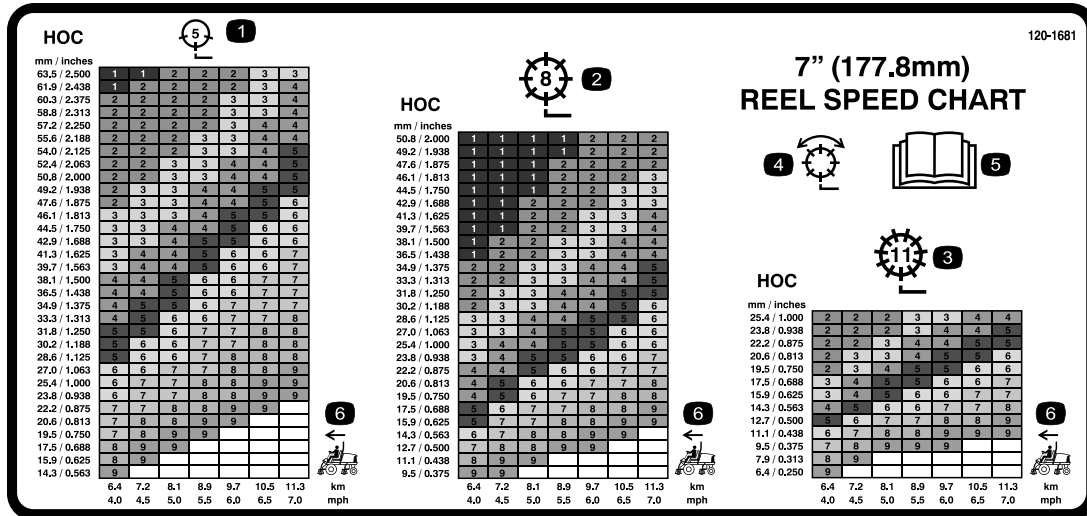 120-1681
7” (177.8mm)
REEL SPEED CHART
4
5
HOC
5
1
mm / inches
63.5 / 2.500 1 1 2 2 2 3 3
61.9 / 2.438 1 2 2 2 2 3 4
60.3 / 2.375 2 2 2 2 3 3 4
58.8 / 2.313 2 2 2 2 3 3 4
57.2 / 2.250 2 2 2 2 3 4 4
55.6 / 2.188 2 2 2 3 3 4 4
54.0 / 2.125 2 2 2 3 3 4 5
52.4 / 2.063 2 2 3 3 4 4 5
50.8 / 2.000 2 2 3 3 4 4 5
49.2 / 1.938 2 3 3 4 4 5 5
47.6 / 1.875 2 3 3 4 4 5 6
46.1 / 1.813 3 3 3 4 5 5 6
44.5 / 1.750 3 3 4 4 5 6 6
42.9 / 1.688 3 3 4 5 5 6 6
41.3 / 1.625 3 4 4 5 6 6 7
39.7 / 1.563 3 4 4 5 6 6 7
38.1 / 1.500 4 4 5 6 6 7 7
36.5 / 1.438 4 4 5 6 6 7 7
34.9 / 1.375 4 5 5 6 6 7 7
33.3 / 1.313 4 5 6 6 7 7 8
31.8 / 1.250 5 5 6 7 7 8 8
30.2 / 1.188 5 6 6 7 7 8 8
28.6 / 1.125 5 6 6 7 8 8 8
27.0 / 1.063 6 6 7 7 8 8 9
25.4 / 1.000 6 7 7 8 8 9 9
23.8 / 0.938 6 7 7 8 8 9 9
22.2 / 0.875 7 7 8 8 9 9
20.6 / 0.813 7 8 8 9 9
19.5 / 0.750 7 8 9 9
17.5 / 0.688 8 9 9
15.9 / 0.625 8 9
14.3 / 0.563 9
6
6.4 7.2 8.1 8.9 9.7 10.5 11.3 km
4.0 4.5 5.0 5.5 6.0 6.5 7.0 mph
HOC
8
2
mm / inches
50.8 / 2.000 1 1 1 1 2 2 2
49.2 / 1.938 1 1 1 1 2 2 2
47.6 / 1.875 1 1 1 2 2 2 2
46.1 / 1.813 1 1 1 2 2 2 3
44.5 / 1.750 1 1 1 2 2 3 3
42.9 / 1.688 1 1 2 2 2 3 3
41.3 / 1.625 1 1 2 2 3 3 4
39.7 / 1.563 1 1 2 2 3 3 4
38.1 / 1.500 1 2 2 3 3 4 4
36.5 / 1.438 1 2 2 3 3 4 4
34.9 / 1.375 2 2 3 3 4 4 5
33.3 / 1.313 2 2 3 3 4 4 5
31.8 / 1.250 2 3 3 4 4 5 5
30.2 / 1.188 2 3 3 4 4 5 6
28.6 / 1.125 3 3 4 4 5 5 6
27.0 / 1.063 3 3 4 5 5 6 6
25.4 / 1.000 3 4 4 5 5 6 6
23.8 / 0.938 3 4 5 5 6 6 7
22.2 / 0.875 4 4 5 6 6 7 7
20.6 / 0.813 4 5 6 6 7 7 8
19.5 / 0.750 4 5 6 7 7 8 8
17.5 / 0.688 5 6 7 7 8 8 9
15.9 / 0.625 5 7 7 8 8 9 9
14.3 / 0.563 6 7 8 8 9 9
12.7 / 0.500 7 8 8 9 9
11.1 / 0.438 8 8 9
9.5 / 0.375 9 9
6
6.4 7.2 8.1 8.9 9.7 10.5 11.3 km
4.0 4.5 5.0 5.5 6.0 6.5 7.0 mph
HOC
11
3
mm / inches
25.4 / 1.000 2 2 2 3 3 4 4
23.8 / 0.938 2 2 3 3 4 4 5
22.2 / 0.875 2 2 3 4 4 5 5
20.6 / 0.813 2 3 3 4 5 5 6
19.5 / 0.750 2 3 4 5 5 6 6
17.5 / 0.688 3 4 5 5 6 6 7
15.9 / 0.625 3 4 5 6 6 7 7
14.3 / 0.563 4 5 6 6 7 7 8
12.7 / 0.500 5 6 6 7 7 8 9
11.1 / 0.438 6 7 8 8 9 9 9
9.5 / 0.375 7 8 9 9 9
7.9 / 0.313 8 9
6.4 / 0,250 9
6
6.4 7.2 8.1 8.9 9.7 10.5 11.3 km
4.0 4.5 5.0 5.5 6.0 6.5 7.0 mph